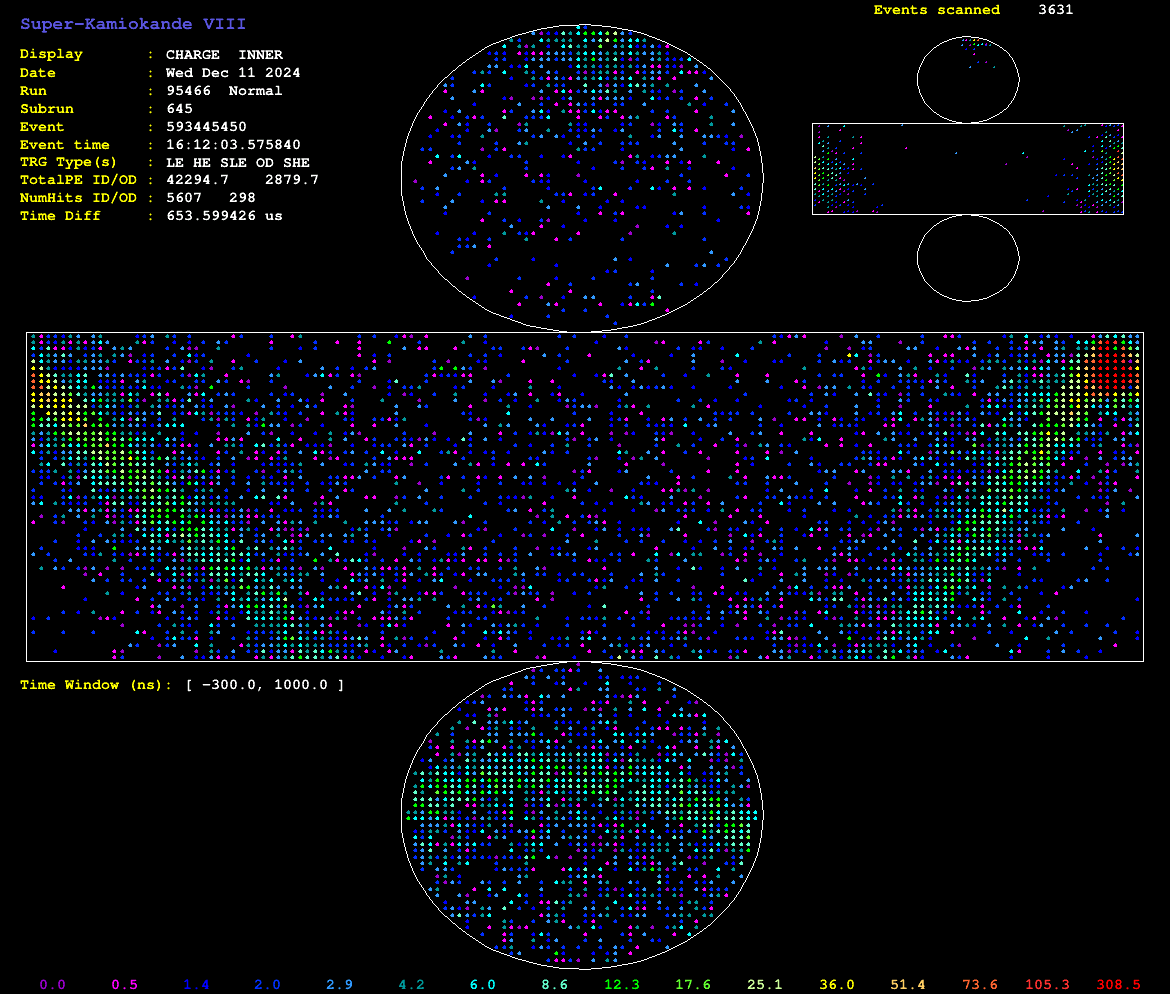 Super-Kamiokande VIII
Events scanned 3631
Display : CHARGE INNER
Date : Wed Dec 11 2024
Run : 95466 Normal
Subrun : 645
Event : 593445450
Event time : 16:12:03.575840
TRG Type(s) : LE HE SLE OD SHE
TotalPE ID/OD : 42294.7 2879.7
NumHits ID/OD : 5607 298
Time Diff : 653.599426 us
Time Window (ns): [ -300.0, 1000.0 ]
0.0 0.5 1.4 2.0 2.9 4.2 6.0 8.6 12.3 17.6 25.1 36.0 51.4 73.6 105.3 308.5